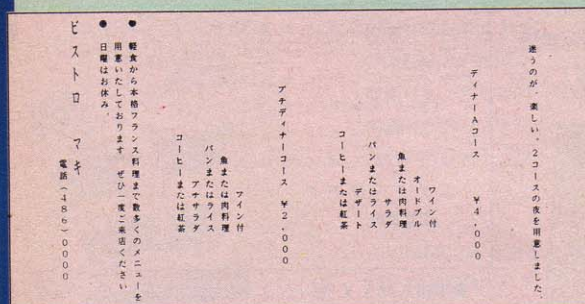 迷うのが、楽しい。2コースの夜を用意しました。
ディナーAコース　￥4,000
ワイン付
オードブル
魚または肉料理
サラダ
パンまたはライス
デザート
コーヒーまたは紅茶
プチディナーコース　￥2,000
ワイン付
魚または肉料理
パンまたはライス
プチサラダ
コーヒーまたは紅茶
●軽食から本格フランス料理まで数多くのメニューを
用意いたしております　ぜひ一度ご来店ください
●日曜はお休み。
ビストロ　マキ
電話(486)0000